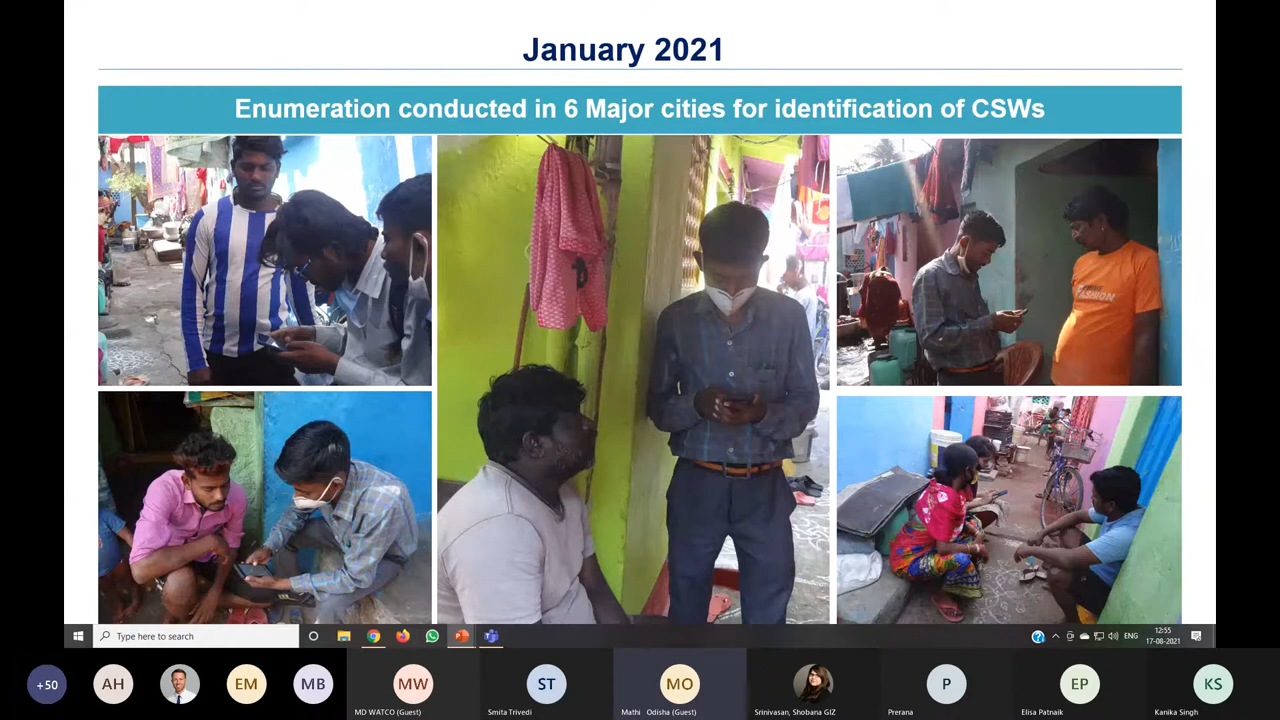 January 2021
Enumeration conducted in 6 Major cities for identification of CSWs
FASHION
Type here to search
ENG
12:55
17-08-2021
+50
AH
EM
MB
MW
MD WATCO (Guest)
ST
Smita Trivedi
MO
Mathi Odisha (Guest)
Srinivasan, Shobana GIZ
P
Prerana
EP
Elisa Patnaik
KS
Kanika Singh